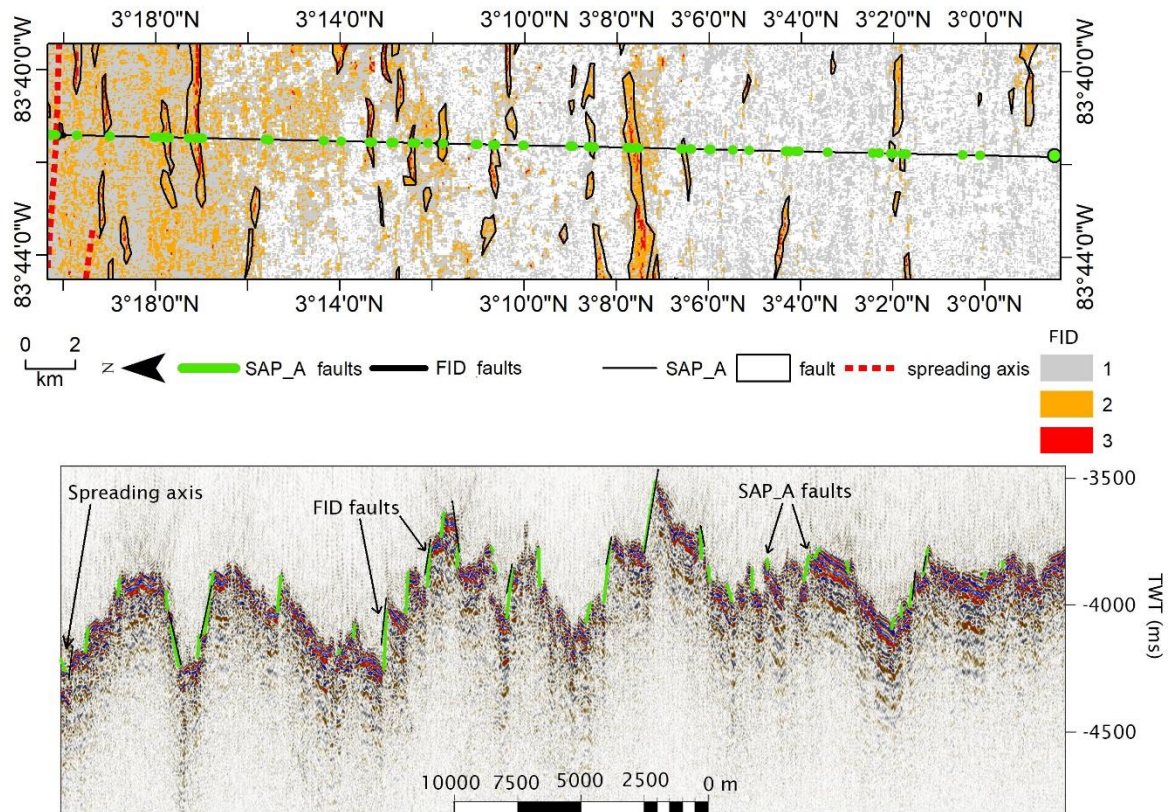 3°18'0"N 3°14'0"N 3°10'0"N 3°8'0"N 3°6'0"N 3°4'0"N 3°2'0"N 3°0'0"N
83°40'0"W 83°40'0"W
83°44'0"W 83°44'0"W
3°18'0"N 3°14'0"N 3°10'0"N 3°8'0"N 3°6'0"N 3°4'0"N 3°2'0"N 3°0'0"N
0 2
km
N
SAP_A faults
FID faults
SAP_A
fault
spreading axis
FID
1
2
3
Spreading axis
FID faults
SAP_A faults
-3500
-4000
-4500
TWT (ms)
10000 7500 5000 2500 0 m